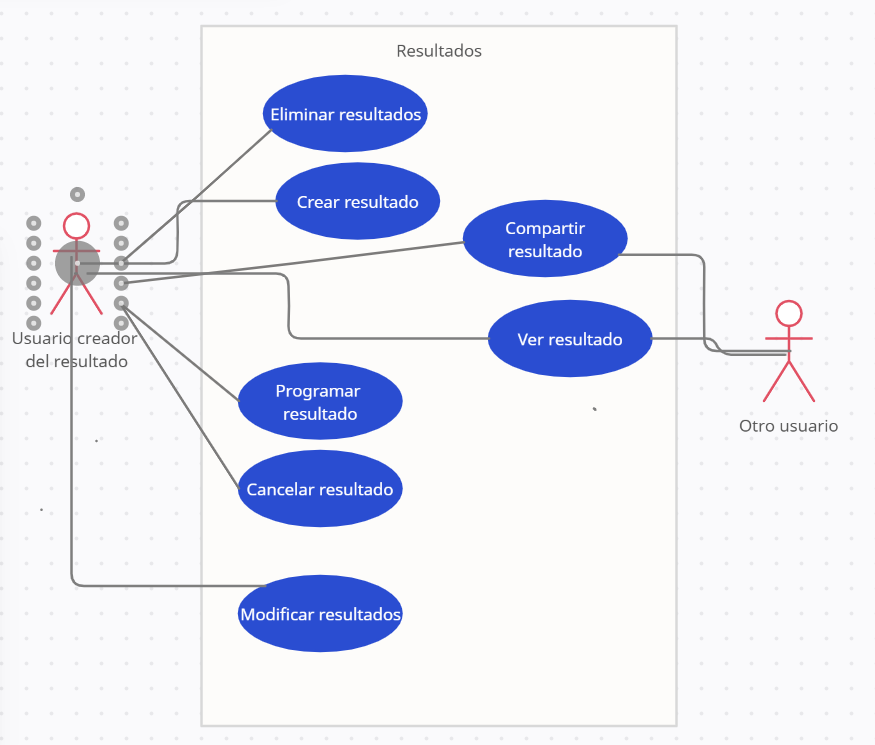 Resultados
Eliminar resultados
Crear resultado
Compartir
resultado
Usuario creador
del resultado
Ver resultado
Programar
resultado
Otro usuario
Cancelar resultado
Modificar resultados